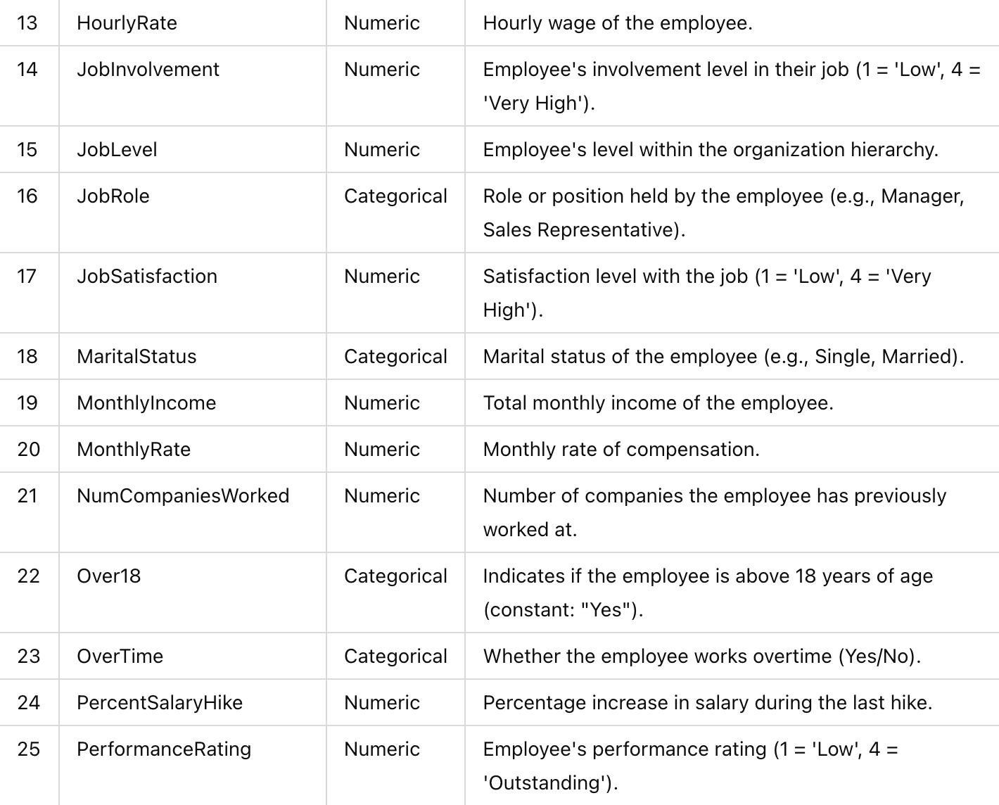 13 HourlyRate Numeric Hourly wage of the employee.
14 JobInvolvement Numeric Employee's involvement level in their job (1 = 'Low', 4 =
'Very High').
15 JobLevel Numeric Employee's level within the organization hierarchy.
16 JobRole Categorical Role or position held by the employee (e.g., Manager,
Sales Representative).
17 JobSatisfaction Numeric Satisfaction level with the job (1 = 'Low', 4 = 'Very
High').
18 MaritalStatus Categorical Marital status of the employee (e.g., Single, Married).
19 MonthlyIncome Numeric Total monthly income of the employee.
20 MonthlyRate Numeric Monthly rate of compensation.
21 NumCompaniesWorked Numeric Number of companies the employee has previously
worked at.
22 Over18 Categorical Indicates if the employee is above 18 years of age
(constant: "Yes").
23 OverTime Categorical Whether the employee works overtime (Yes/No).
24 PercentSalaryHike Numeric Percentage increase in salary during the last hike.
25 PerformanceRating Numeric Employee's performance rating (1 = 'Low', 4 =
'Outstanding').